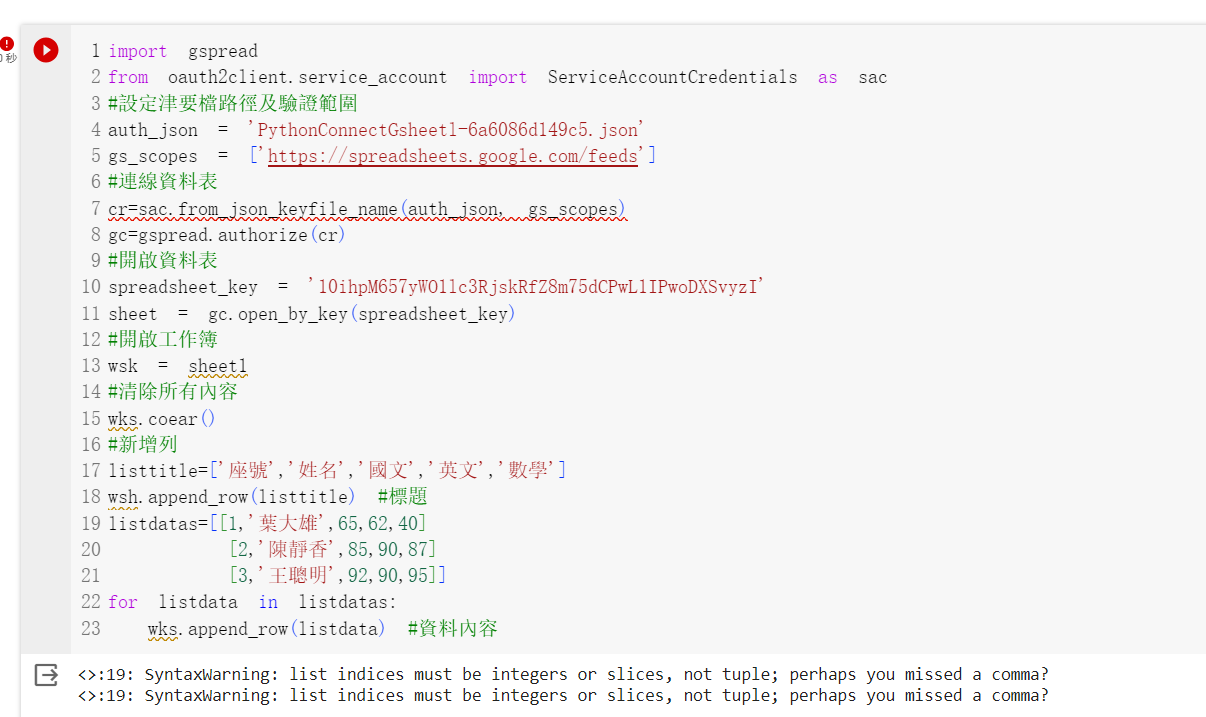 0 秒
1 import gspread
2 from oauth2client.service_account import ServiceAccountCredentials as sac
3 #設定津要檔路徑及驗證範圍
4 auth_json = 'PythonConnectGsheet1-6a6086d149c5.json'
5 gs_scopes = ['https://spreadsheets.google.com/feeds']
6 #連線資料表
7 cr=sac.from_json_keyfile_name(auth_json, gs_scopes)
8 gc=gspread.authorize(cr)
9 #開啟資料表
10 spreadsheet_key = '10ihpM657yWO1lc3RjskRfZ8m75dCPwL1IPwoDXSvyzI'
11 sheet = gc.open_by_key(spreadsheet_key)
12 #開啟工作簿
13 wsk = sheet1
14 #清除所有內容
15 wks.coear()
16 #新增列
17 listtitle=['座號','姓名','國文','英文','數學']
18 wsh.append_row(listtitle) #標題
19 listdatas=[[1,'葉大雄',65,62,40]
20 [2,'陳靜香',85,90,87]
21 [3,'王聰明',92,90,95]]
22 for listdata in listdatas:
23 wks.append_row(listdata) #資料內容
<>:19: SyntaxWarning: list indices must be integers or slices, not tuple; perhaps you missed a comma?
<>:19: SyntaxWarning: list indices must be integers or slices, not tuple; perhaps you missed a comma?